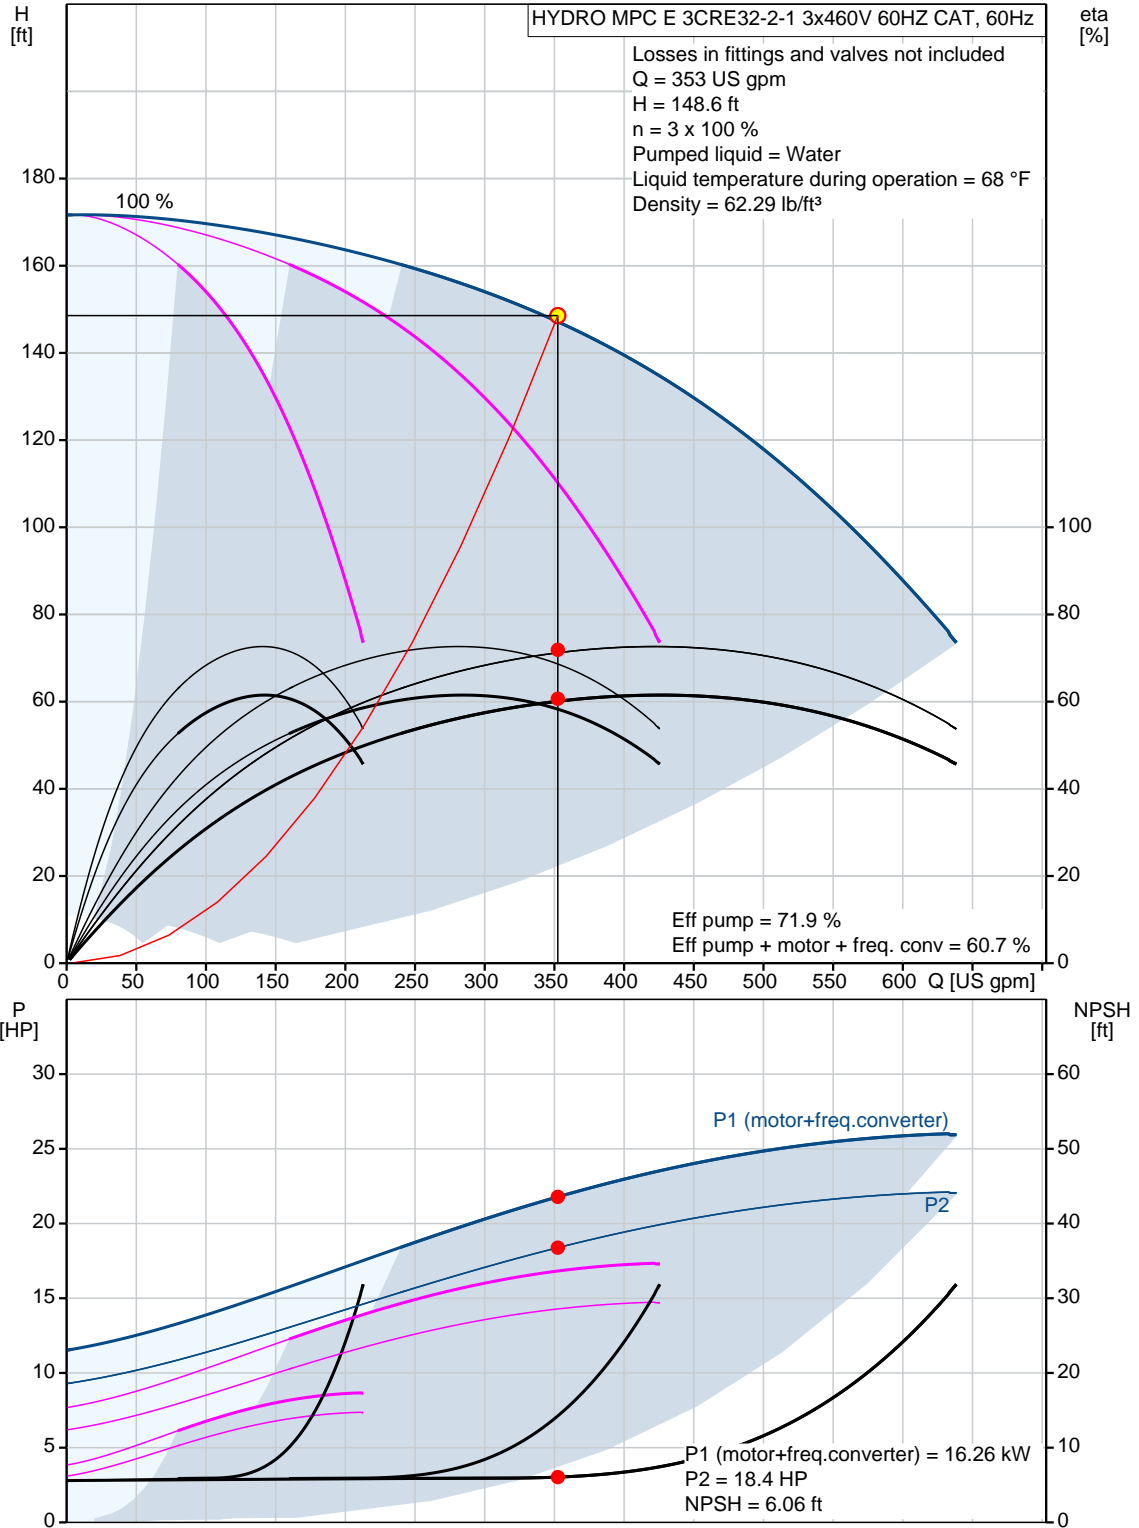 H
[ft]
HYDRO MPC E 3CRE32-2-1 3x460V 60HZ CAT, 60Hz
eta
[%]
Losses in fittings and valves not included
Q = 353 US gpm
H = 148.6 ft
n = 3 x 100 %
Pumped liquid = Water
Liquid temperature during operation = 68 °F
Density = 62.29 lb/ft³
100 %
180
160
140
120
100
80
60
40
20
0
100
80
60
40
20
0
Eff pump = 71.9 %
Eff pump + motor + freq. conv = 60.7 %
0 50 100 150 200 250 300 350 400 450 500 550 600 Q [US gpm]
P
[HP]
NPSH
[ft]
30
25
20
15
10
5
0
60
50
40
30
20
10
0
P1 (motor+freq.converter)
P2
P1 (motor+freq.converter) = 16.26 kW
P2 = 18.4 HP
NPSH = 6.06 ft